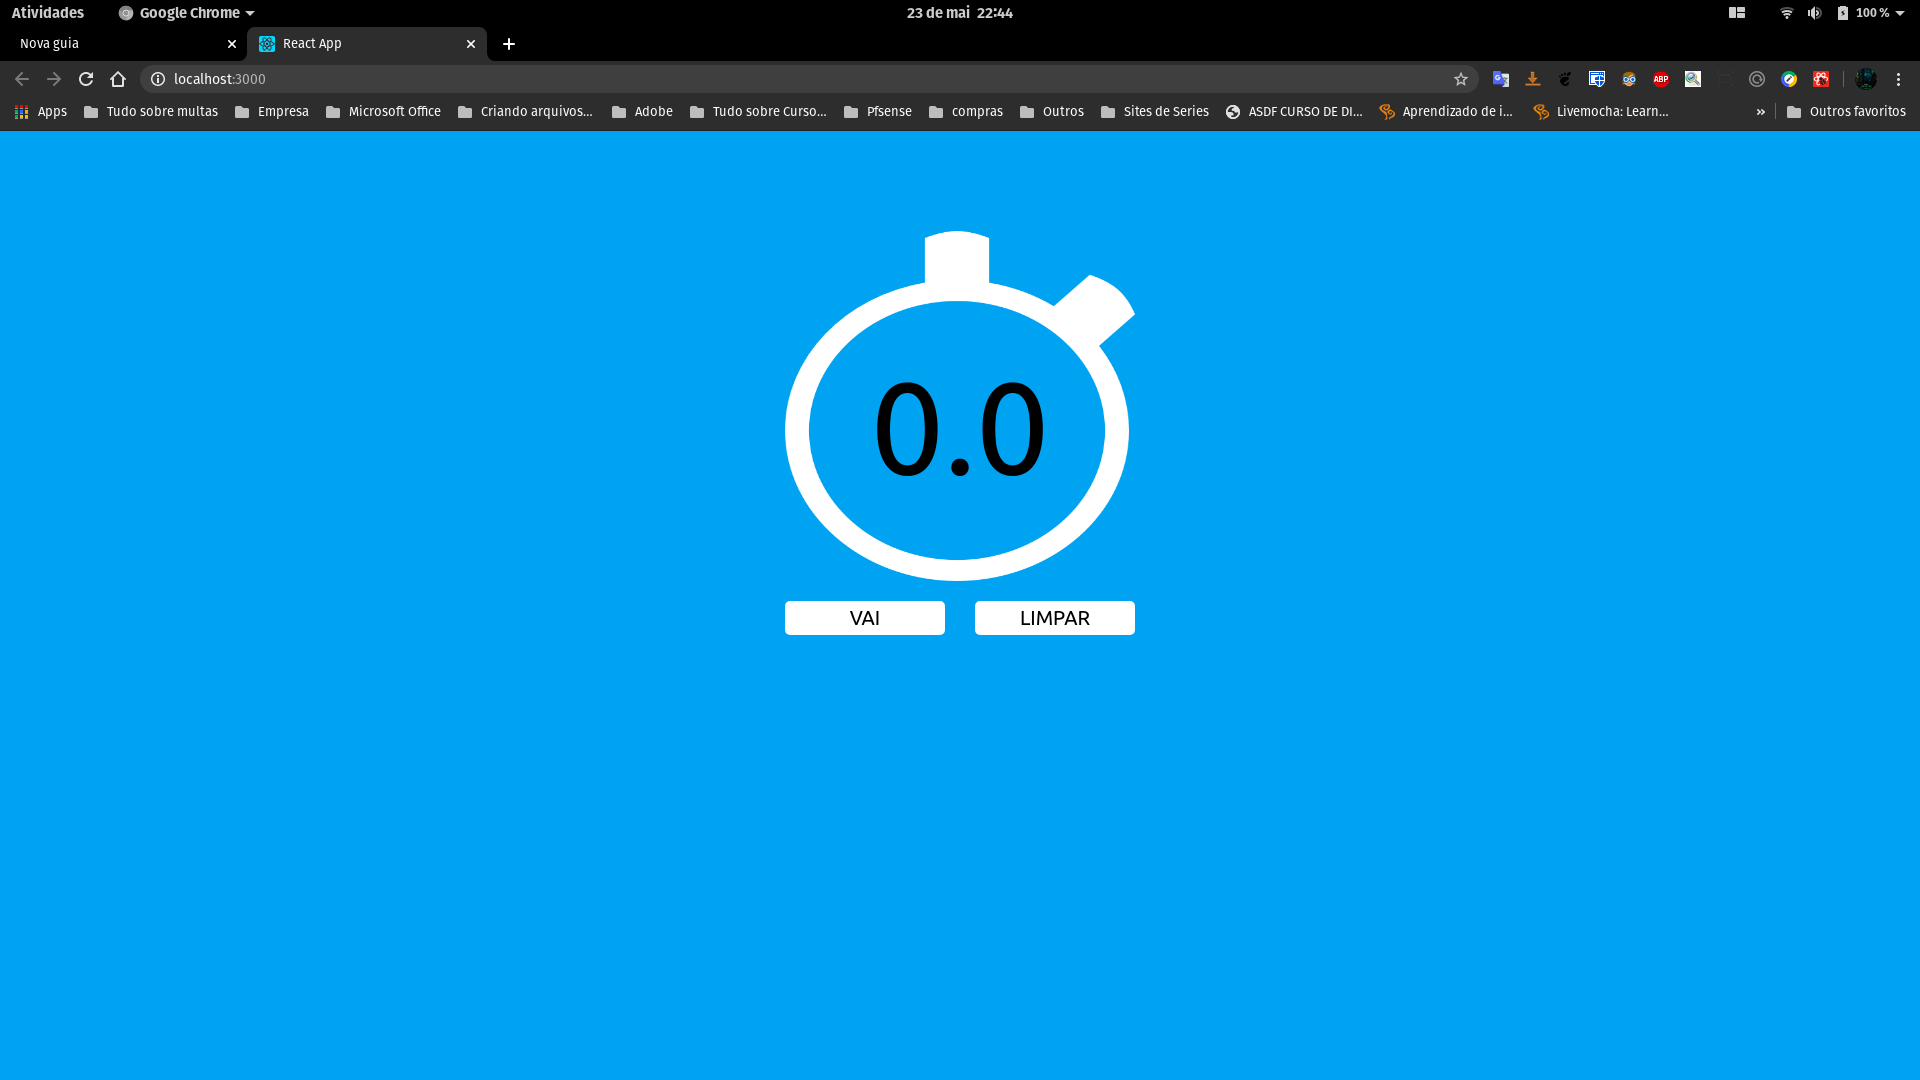 Atividades Google Chrome 23 de mai 22:44 100 %
Nova guia React App
localhost:3000 ABP
Apps Tudo sobre multas Empresa Microsoft Office Criando arquivos... Adobe Tudo sobre Curso... Pfsense compras Outros Sites de Series ASDF CURSO DE DI... Aprendizado de i... Livemocha: Learn... » Outros favoritos
0.0
VAI LIMPAR